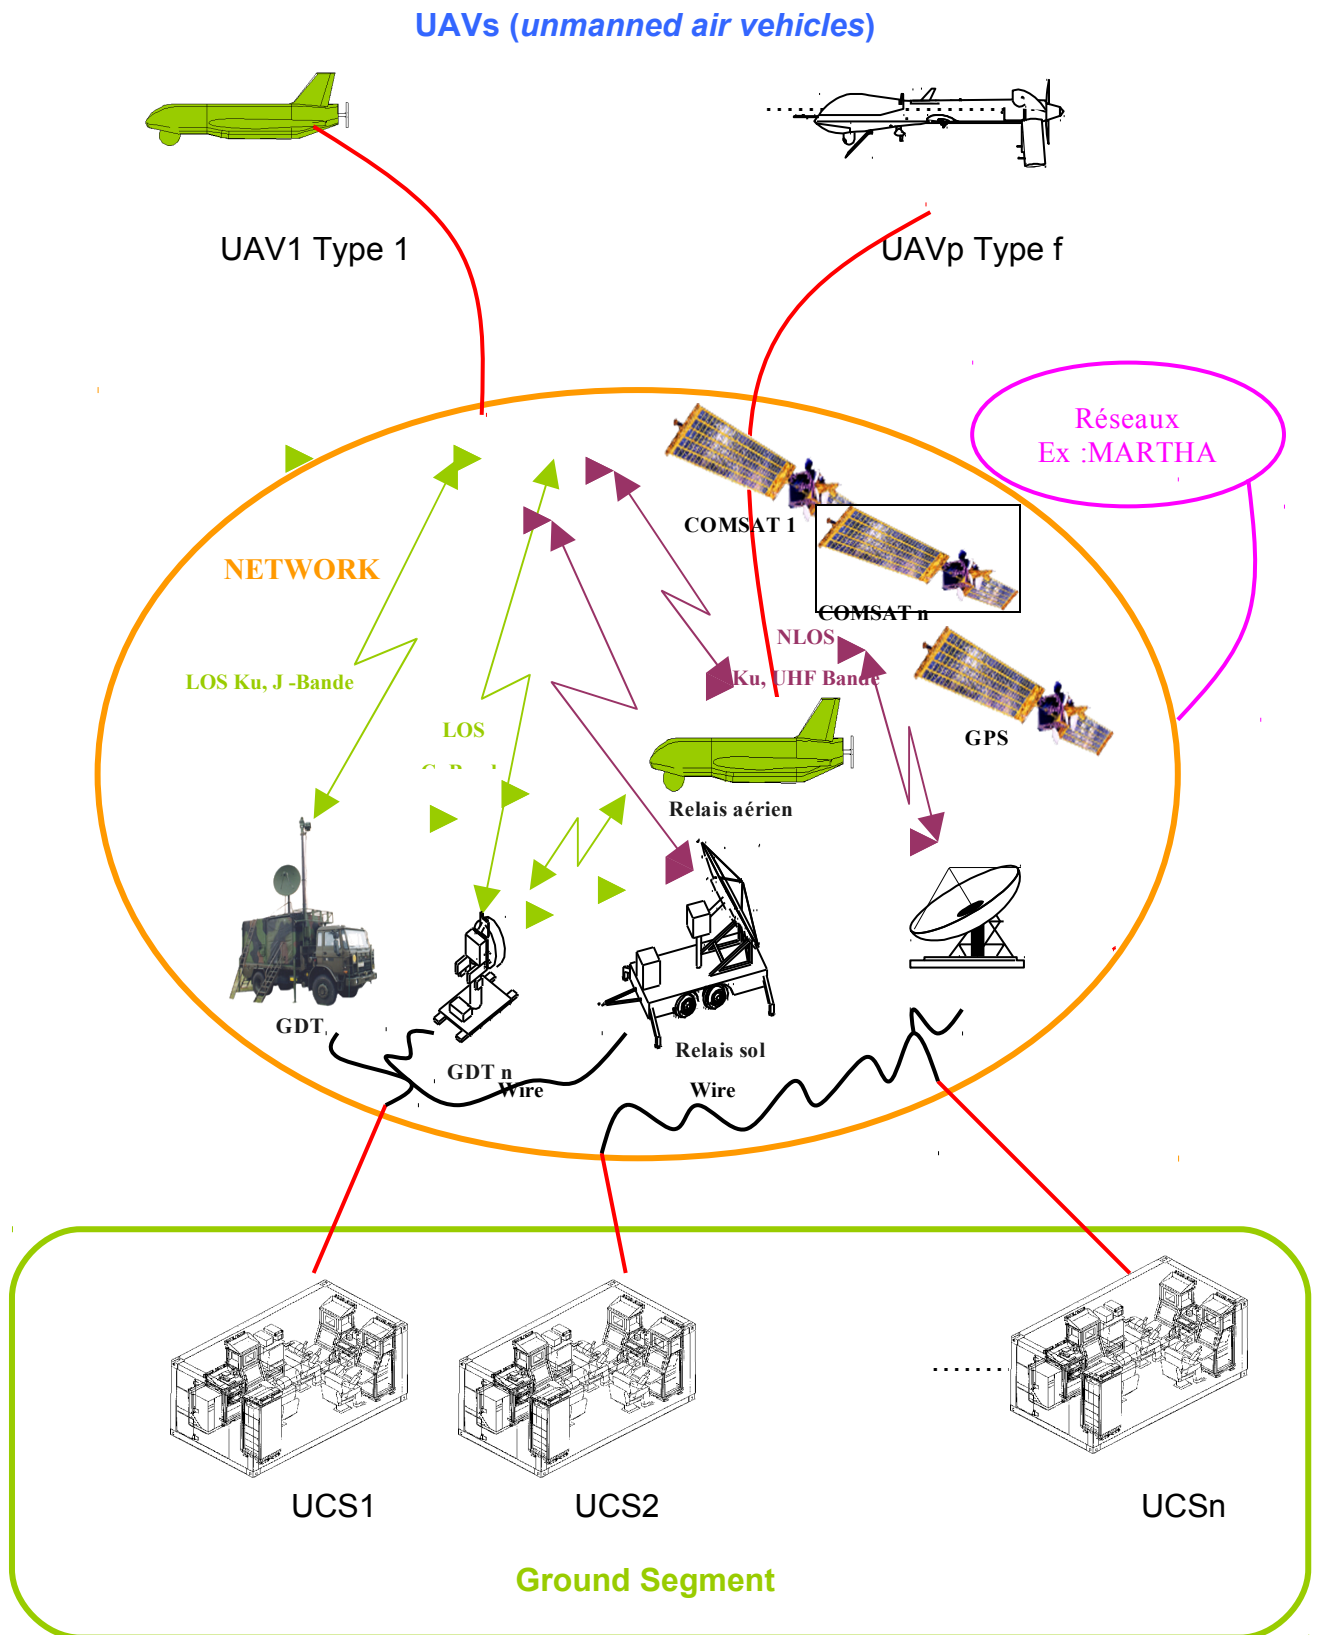 UAVs (unmanned air vehicles)
UAV1 Type 1
UAVp Type f
Réseaux
Ex :MARTHA
COMSAT 1
NETWORK
COMSAT n
NLOS
LOS Ku, J -Bande
Ku, UHF Bande
LOS
GPS
Relais aérien
GDT
Relais sol
GDT n
Wire
Wire
UCS1
UCS2
UCSn
Ground Segment